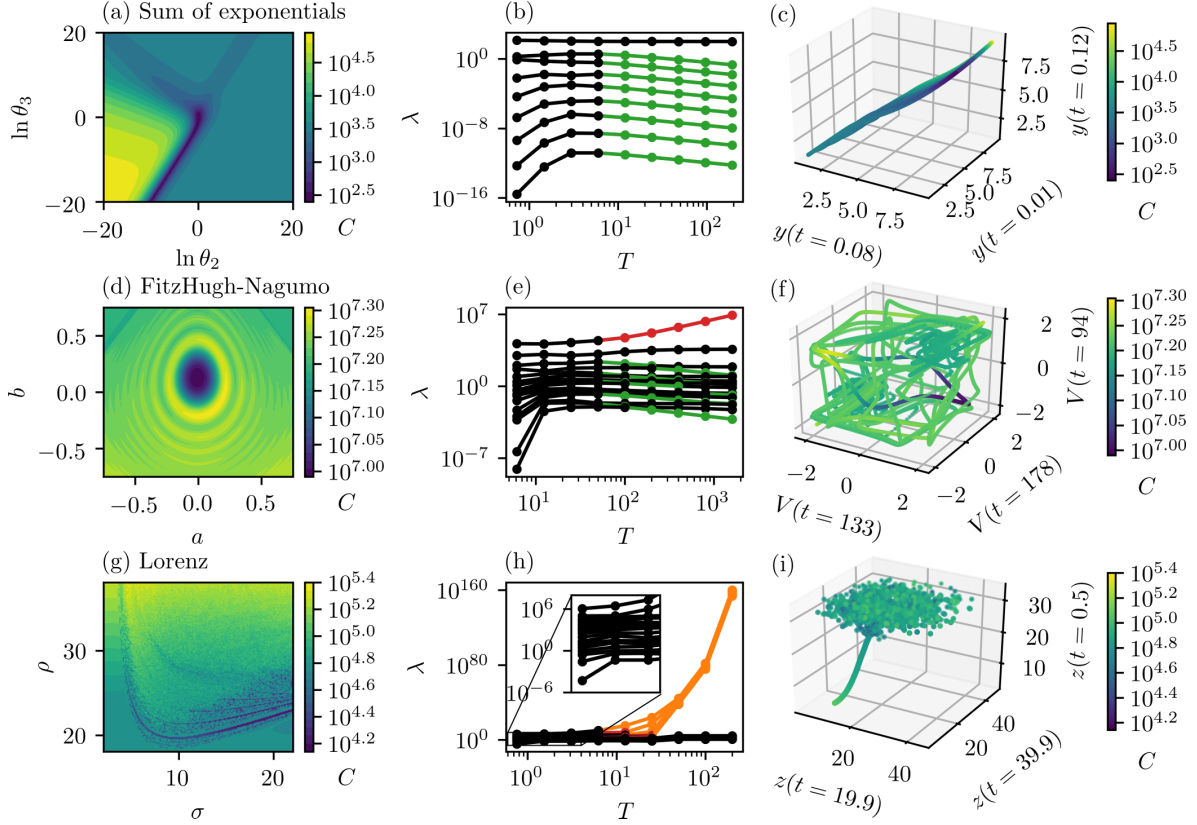 (a) Sum of exponentials
20
0
−20
ln θ3
−20
0
20
ln θ2
10^4.5
10^4.0
10^3.5
10^3.0
10^2.5
C
(b)
10^0
10^−8
10^−16
λ
10^0
10^1
10^2
T
(c)
7.5
5.0
2.5
y(t = 0.12)
2.5
5.0
7.5
y(t = 0.08)
2.5
5.0
7.5
y(t = 0.01)
10^4.5
10^4.0
10^3.5
10^3.0
10^2.5
C
(d) FitzHugh-Nagumo
0.5
0.0
−0.5
b
−0.5
0.0
0.5
a
10^7.30
10^7.25
10^7.20
10^7.15
10^7.10
10^7.05
10^7.00
C
(e)
10^7
10^0
10^−7
λ
10^1
10^2
10^3
T
(f)
2
0
−2
V(t = 94)
−2
0
2
V(t = 133)
−2
0
2
V(t = 178)
10^7.30
10^7.25
10^7.20
10^7.15
10^7.10
10^7.05
10^7.00
C
(g) Lorenz
30
20
ρ
10
20
σ
10^5.4
10^5.2
10^5.0
10^4.8
10^4.6
10^4.4
10^4.2
C
(h)
10^160
10^80
10^0
λ
10^6
10^0
10^−6
10^0
10^1
10^2
T
(i)
30
20
10
z(t = 0.5)
20
40
z(t = 19.9)
20
40
z(t = 39.9)
10^5.4
10^5.2
10^5.0
10^4.8
10^4.6
10^4.4
10^4.2
C